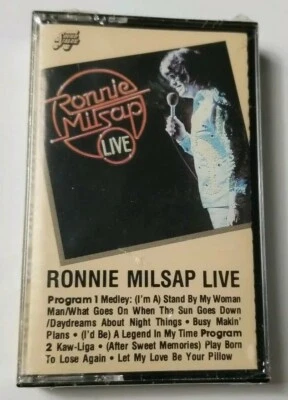 Ronnie
Milsap
LIVE
RONNIE MILSAP LIVE
Program 1 Medley: (I'm A) Stand By My Woman
Man/What Goes On When The Sun Goes Down
/Daydreams About Night Things • Busy Makin'
Plans • (I'd Be) A Legend In My Time Program
2 Kaw-Liga • (After Sweet Memories) Play Born
To Lose Again • Let My Love Be Your Pillow